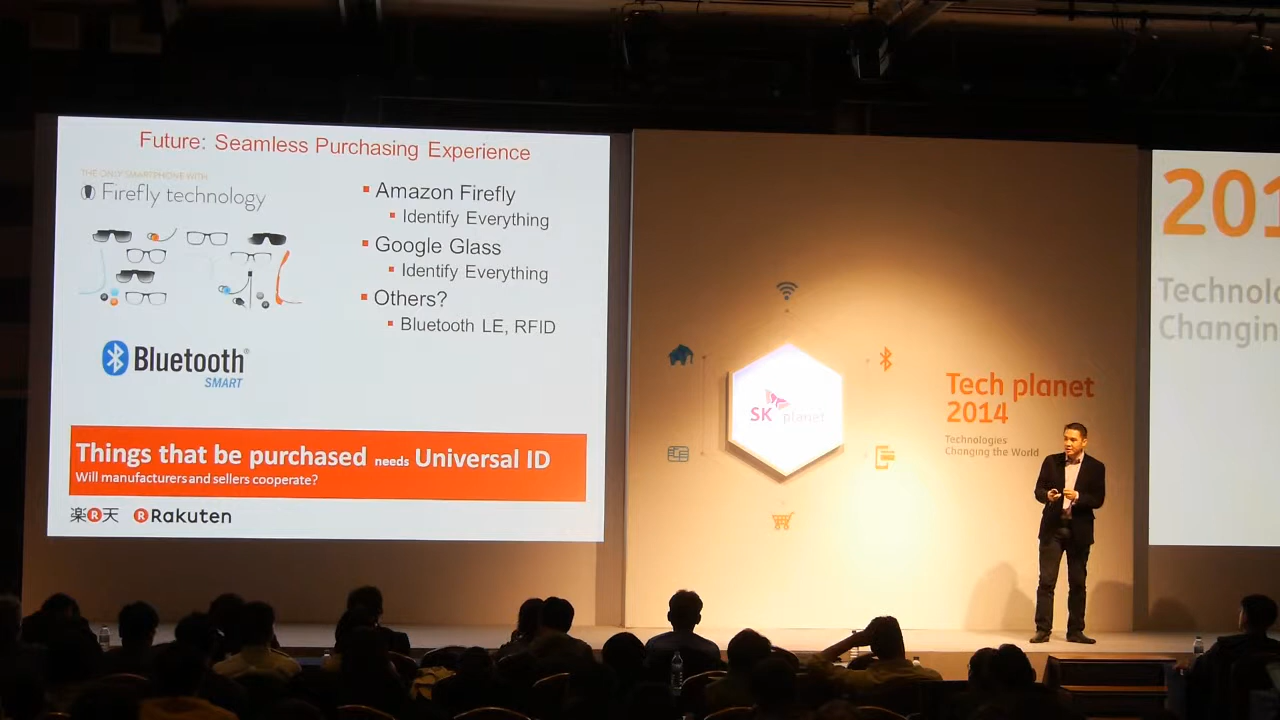 Future: Seamless Purchasing Experience
THE ONLY SMARTPHONE WITH
Firefly technology
Amazon Firefly
Identify Everything
Google Glass
Identify Everything
Others?
Bluetooth LE, RFID
Bluetooth®
SMART
Things that be purchased needs Universal ID
Will manufacturers and sellers cooperate?
楽R天 R Rakuten
SK planet
Tech planet
2014
Technologies
Changing the World
201
Technolo
Changin